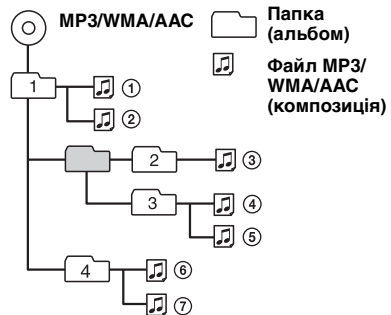 MP3/WMA/AAC
Папка
(альбом)
Файл MP3/
WMA/AAC
(композиція)
1
①
②
2
③
3
④
⑤
4
⑥
⑦